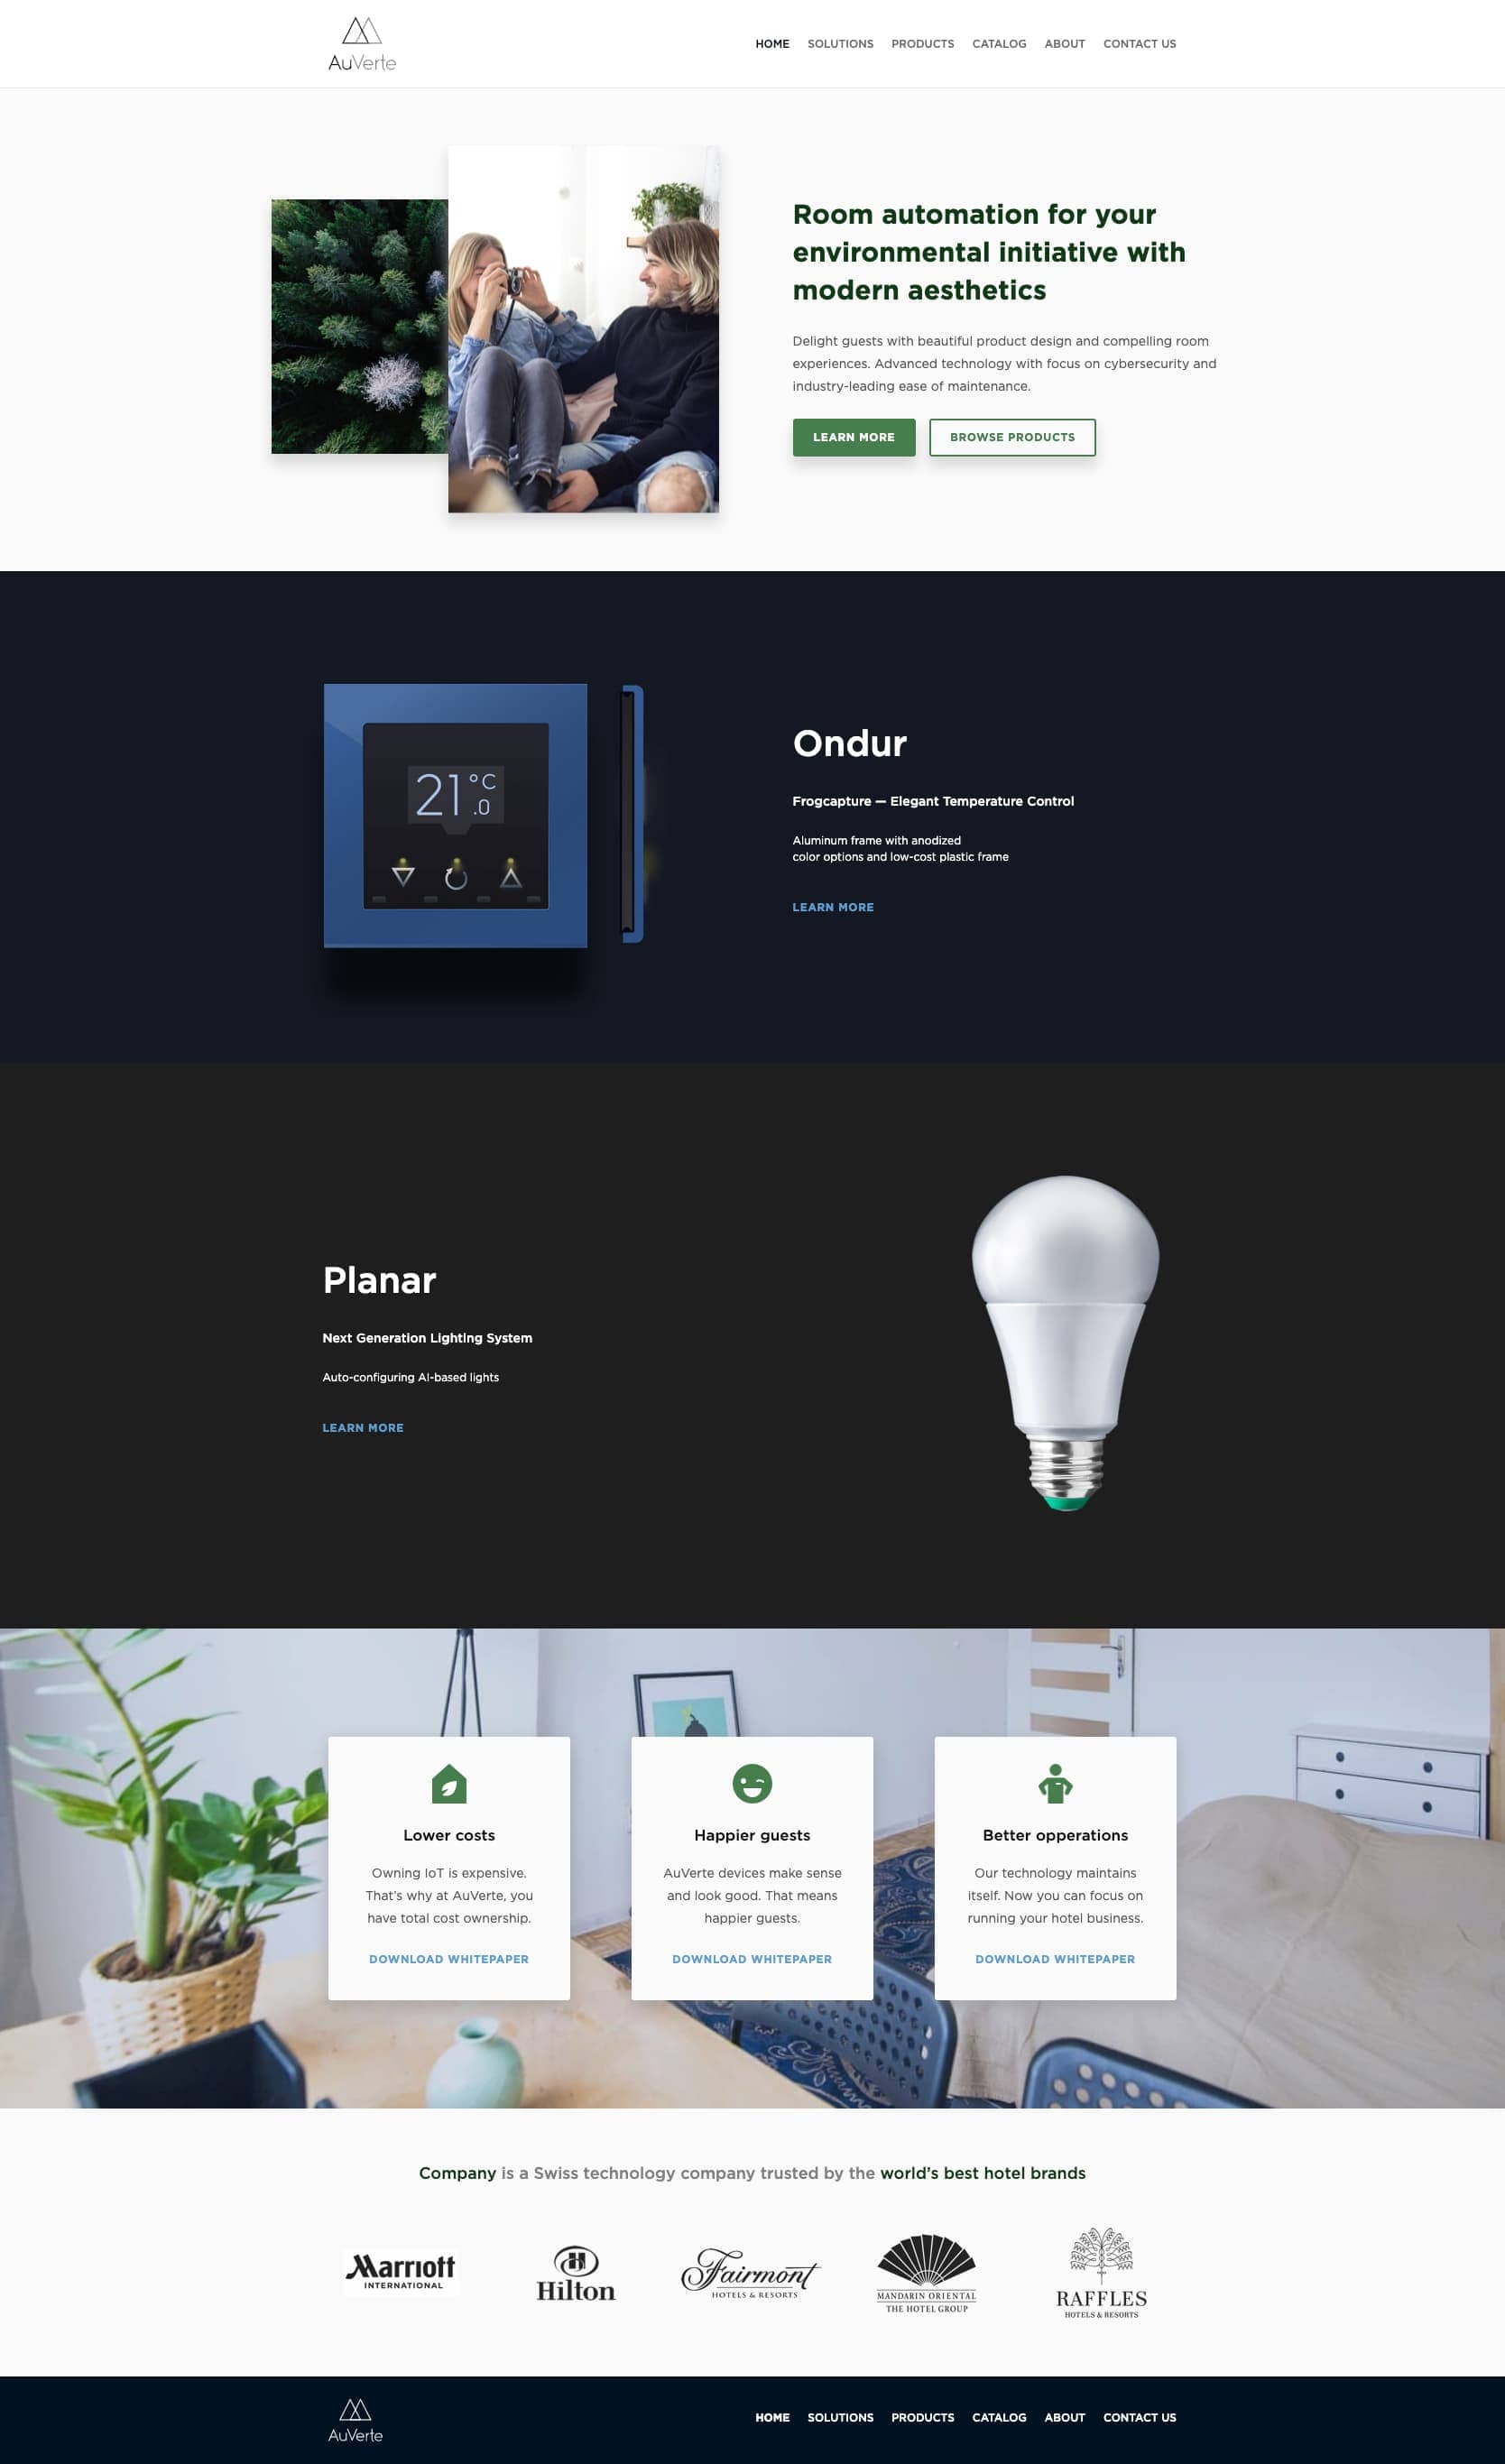 AuVerte
HOME SOLUTIONS PRODUCTS CATALOG ABOUT CONTACT US
Room automation for your
environmental initiative with
modern aesthetics
Delight guests with beautiful product design and compelling room
experiences. Advanced technology with focus on cybersecurity and
industry-leading ease of maintenance.
LEARN MORE BROWSE PRODUCTS
21 °C
.0
Ondur
Frogcapture — Elegant Temperature Control
Aluminum frame with anodized
color options and low-cost plastic frame
LEARN MORE
Planar
Next Generation Lighting System
Auto-configuring AI-based lights
LEARN MORE
Lower costs
Owning IoT is expensive.
That's why at AuVerte, you
have total cost ownership.
DOWNLOAD WHITEPAPER
Happier guests
AuVerte devices make sense
and look good. That means
happier guests.
DOWNLOAD WHITEPAPER
Better opperations
Our technology maintains
itself. Now you can focus on
running your hotel business.
DOWNLOAD WHITEPAPER
Company is a Swiss technology company trusted by the world's best hotel brands
Marriott
INTERNATIONAL
Hilton
Fairmont
HOTELS & RESORTS
MANDARIN ORIENTAL
THE HOTEL GROUP
RAFFLES
HOTELS & RESORTS
AuVerte
HOME SOLUTIONS PRODUCTS CATALOG ABOUT CONTACT US